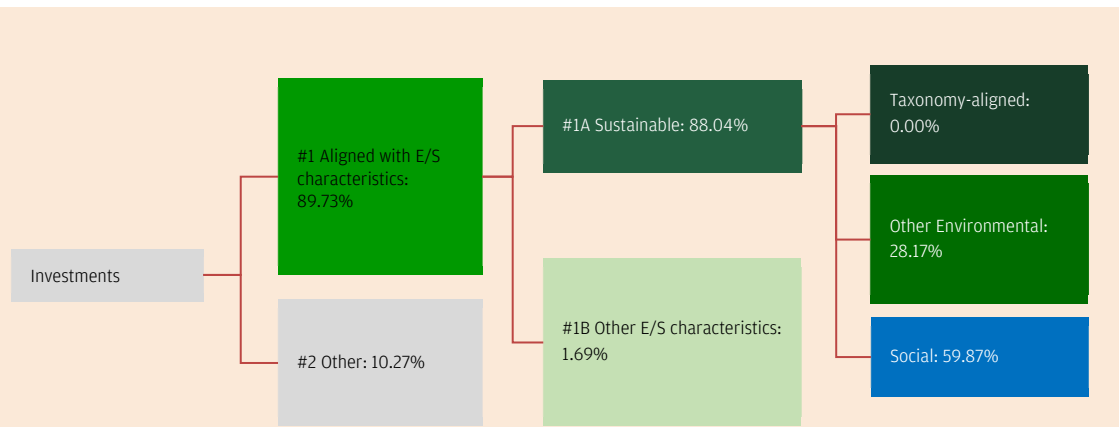 Investments
#1 Aligned with E/S
characteristics:
89.73%
#2 Other: 10.27%
#1A Sustainable: 88.04%
#1B Other E/S characteristics:
1.69%
Taxonomy-aligned:
0.00%
Other Environmental:
28.17%
Social: 59.87%